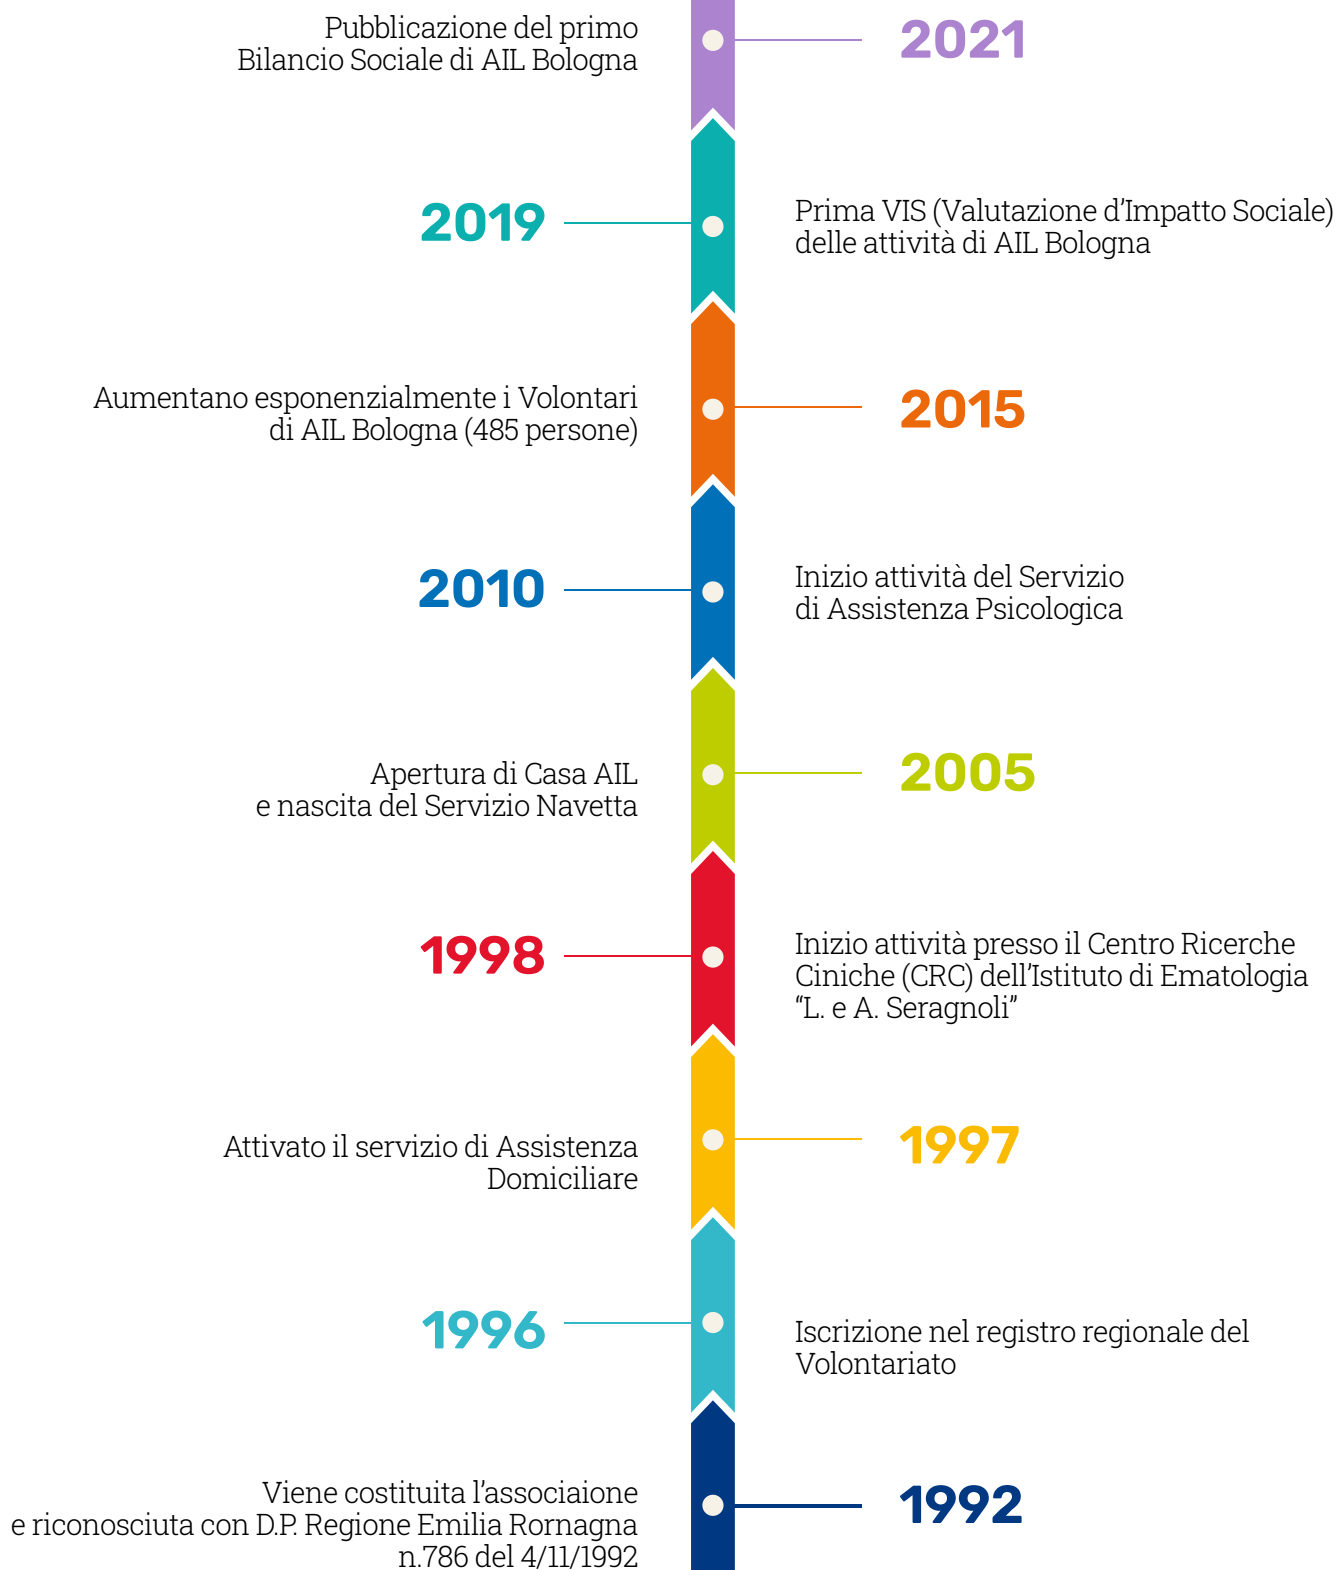 Pubblicazione del primo
Bilancio Sociale di AIL Bologna
2021
2019
Prima VIS (Valutazione d’Impatto Sociale)
delle attività di AIL Bologna
Aumentano esponenzialmente i Volontari
di AIL Bologna (485 persone)
2015
2010
Inizio attività del Servizio
di Assistenza Psicologica
Apertura di Casa AIL
e nascita del Servizio Navetta
2005
1998
Inizio attività presso il Centro Ricerche
Ciniche (CRC) dell’Istituto di Ematologia
“L. e A. Seragnoli”
Attivato il servizio di Assistenza
Domiciliare
1997
1996
Iscrizione nel registro regionale del
Volontariato
Viene costituita l’associaione
e riconosciuta con D.P. Regione Emilia Rornagna
n.786 del 4/11/1992
1992